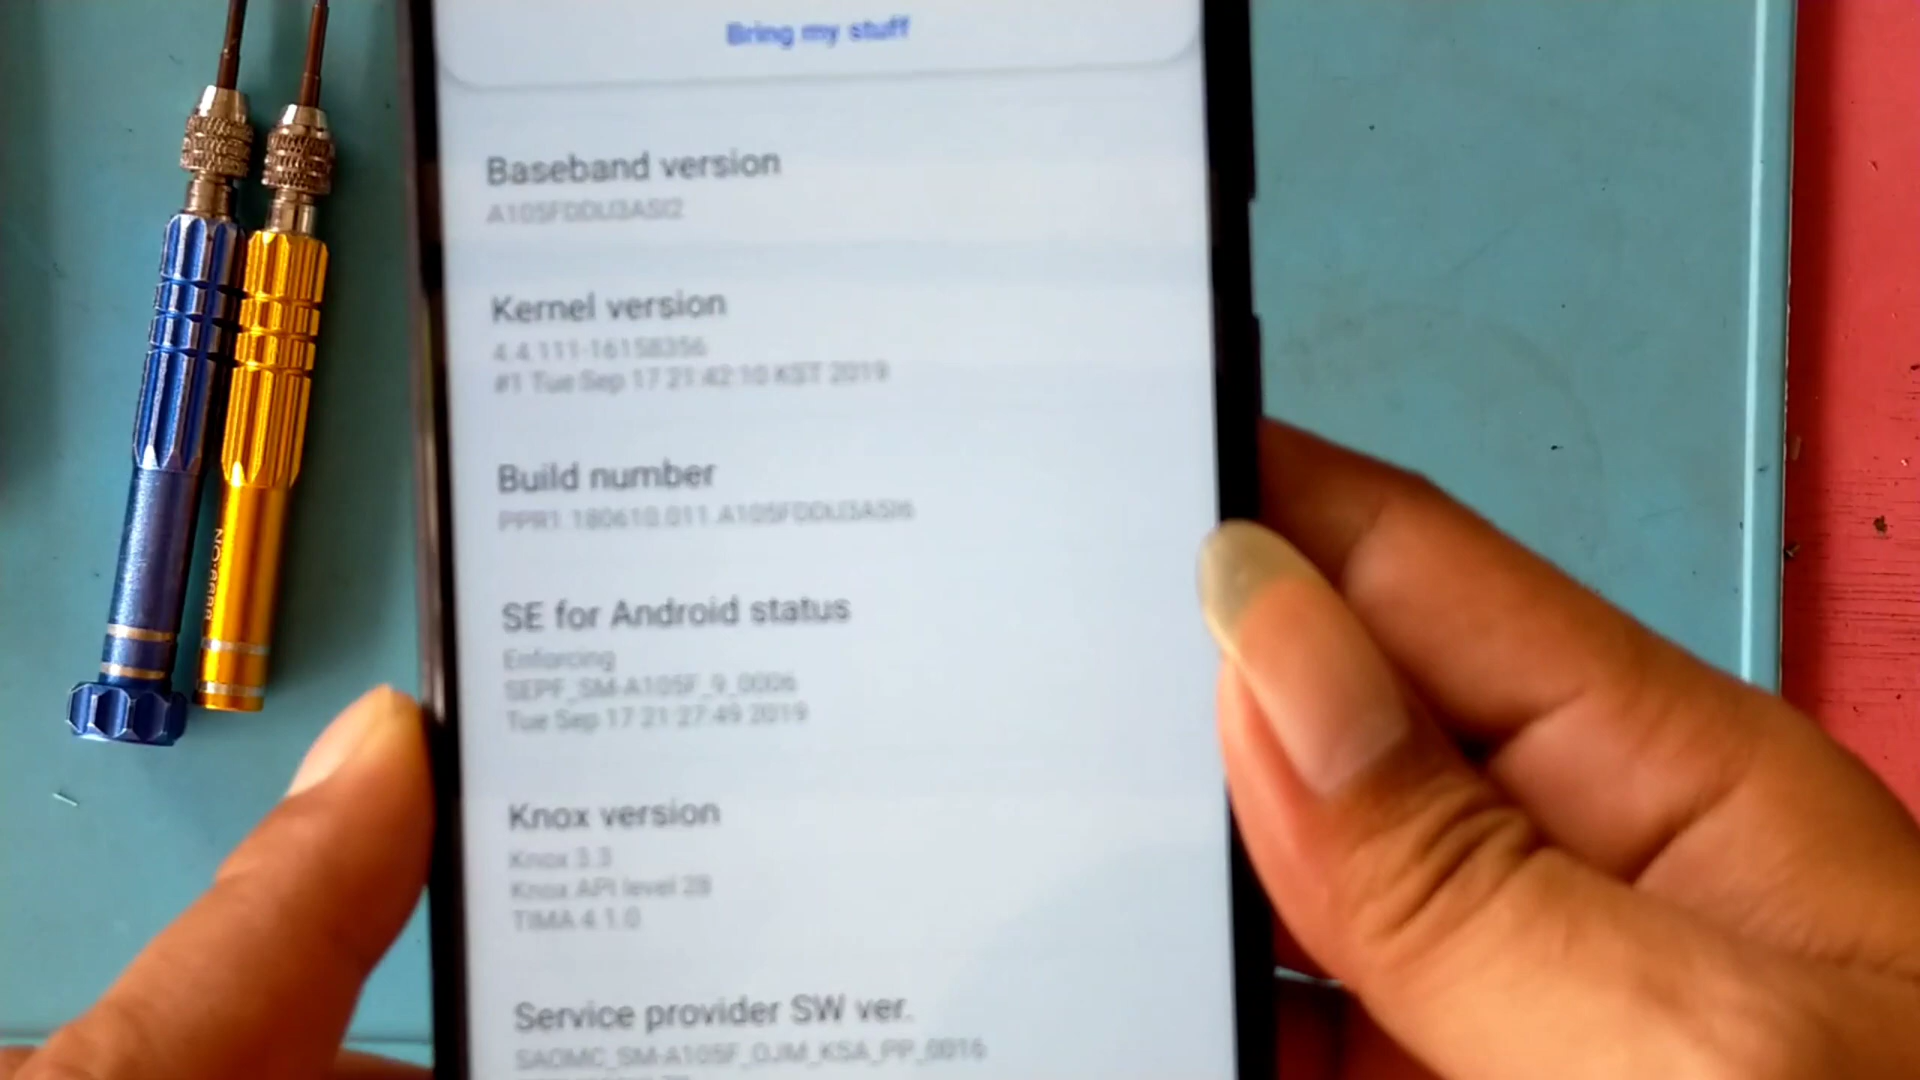 Bring my stuff
Baseband version
A105FDDU3ASI2
Kernel version
4.4.111-16158356
#1 Tue Sep 17 21:42:10 KST 2019
Build number
PPR1.180610.011.A105FDDU3ASI6
SE for Android status
Enforcing
SEPF_SM-A105F_9_0006
Tue Sep 17 21:27:49 2019
Knox version
Knox 3.3
Knox API level 28
TIMA 4.1.0
Service provider SW ver.
SAOMC_SM-A105F_OJM_KSA_PP_0016